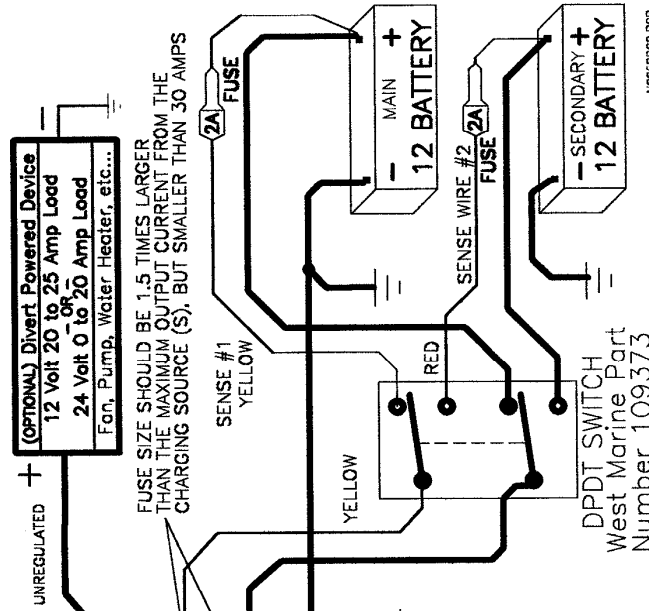 (OPTIONAL) Divert Powered Device
12 Volt 20 to 25 Amp Load
-OR-
24 Volt 0 to 20 Amp Load
Fan, Pump, Water Heater, etc...
+
-
UNREGULATED
FUSE SIZE SHOULD BE 1.5 TIMES LARGER
THAN THE MAXIMUM OUTPUT CURRENT FROM THE
CHARGING SOURCE (S), BUT SMALLER THAN 30 AMPS
2A
FUSE
- MAIN +
12 BATTERY
SENSE #1
YELLOW
SENSE WIRE #2
2A
FUSE
- SECONDARY +
12 BATTERY
RED
YELLOW
DPDT SWITCH
West Marine Part
Number 109373